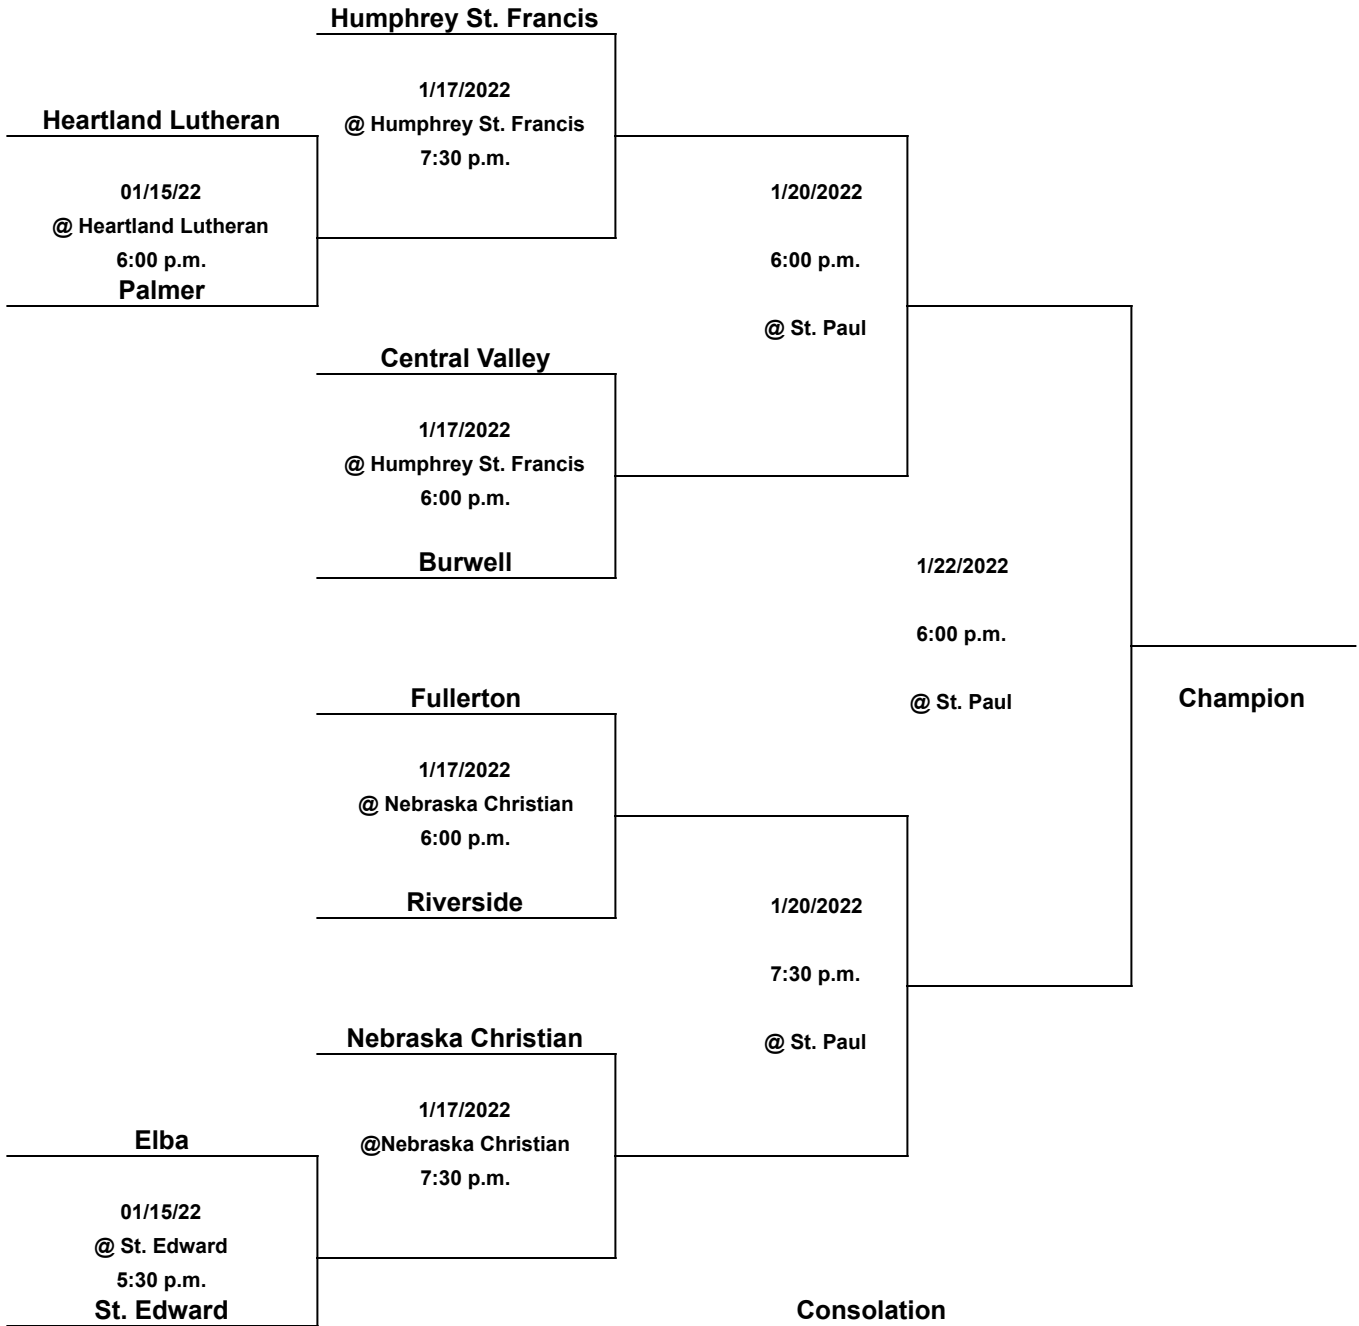 Humphrey St. Francis
1/17/2022
@ Humphrey St. Francis
7:30 p.m.
Heartland Lutheran
01/15/22
@ Heartland Lutheran
6:00 p.m.
Palmer
1/20/2022
6:00 p.m.
@ St. Paul
Central Valley
1/17/2022
@ Humphrey St. Francis
6:00 p.m.
Burwell
1/22/2022
6:00 p.m.
@ St. Paul
Champion
Fullerton
1/17/2022
@ Nebraska Christian
6:00 p.m.
Riverside
1/20/2022
7:30 p.m.
@ St. Paul
Nebraska Christian
1/17/2022
@Nebraska Christian
7:30 p.m.
Elba
01/15/22
@ St. Edward
5:30 p.m.
St. Edward
Consolation